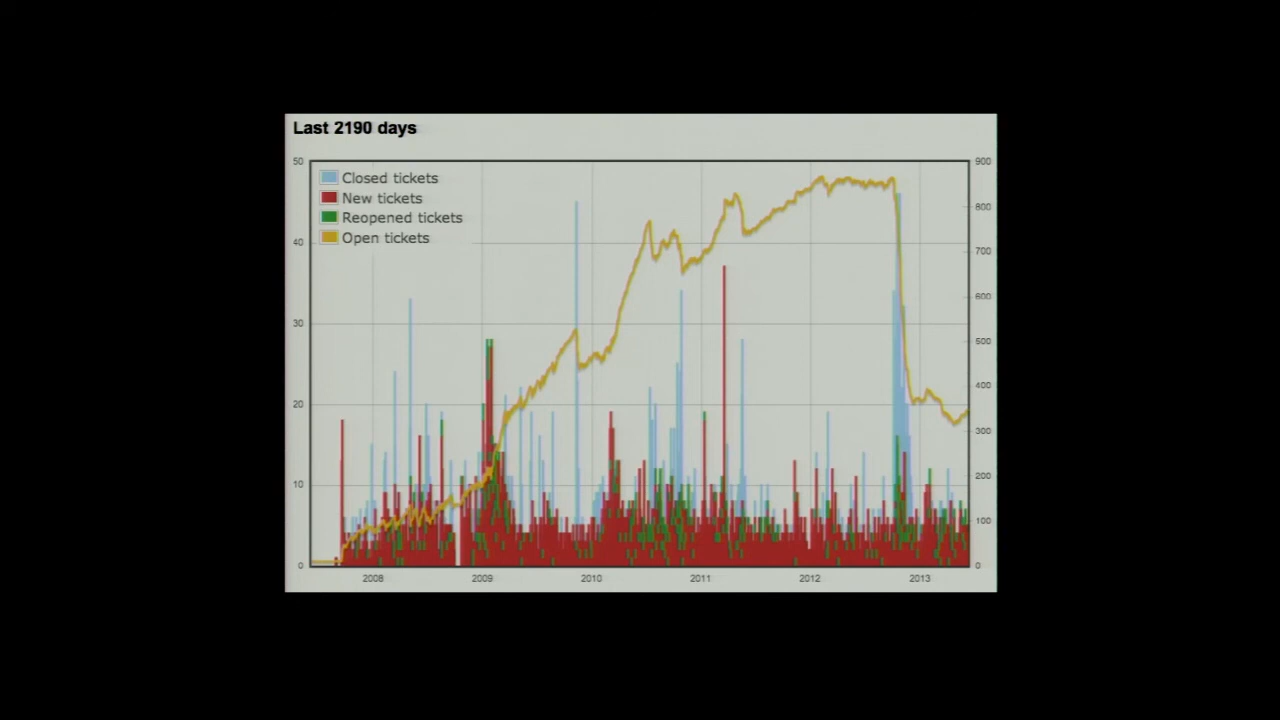 Last 2190 days
50
40
30
20
10
0
Closed tickets
New tickets
Reopened tickets
Open tickets
900
800
700
600
500
400
300
200
100
0
2008 2009 2010 2011 2012 2013